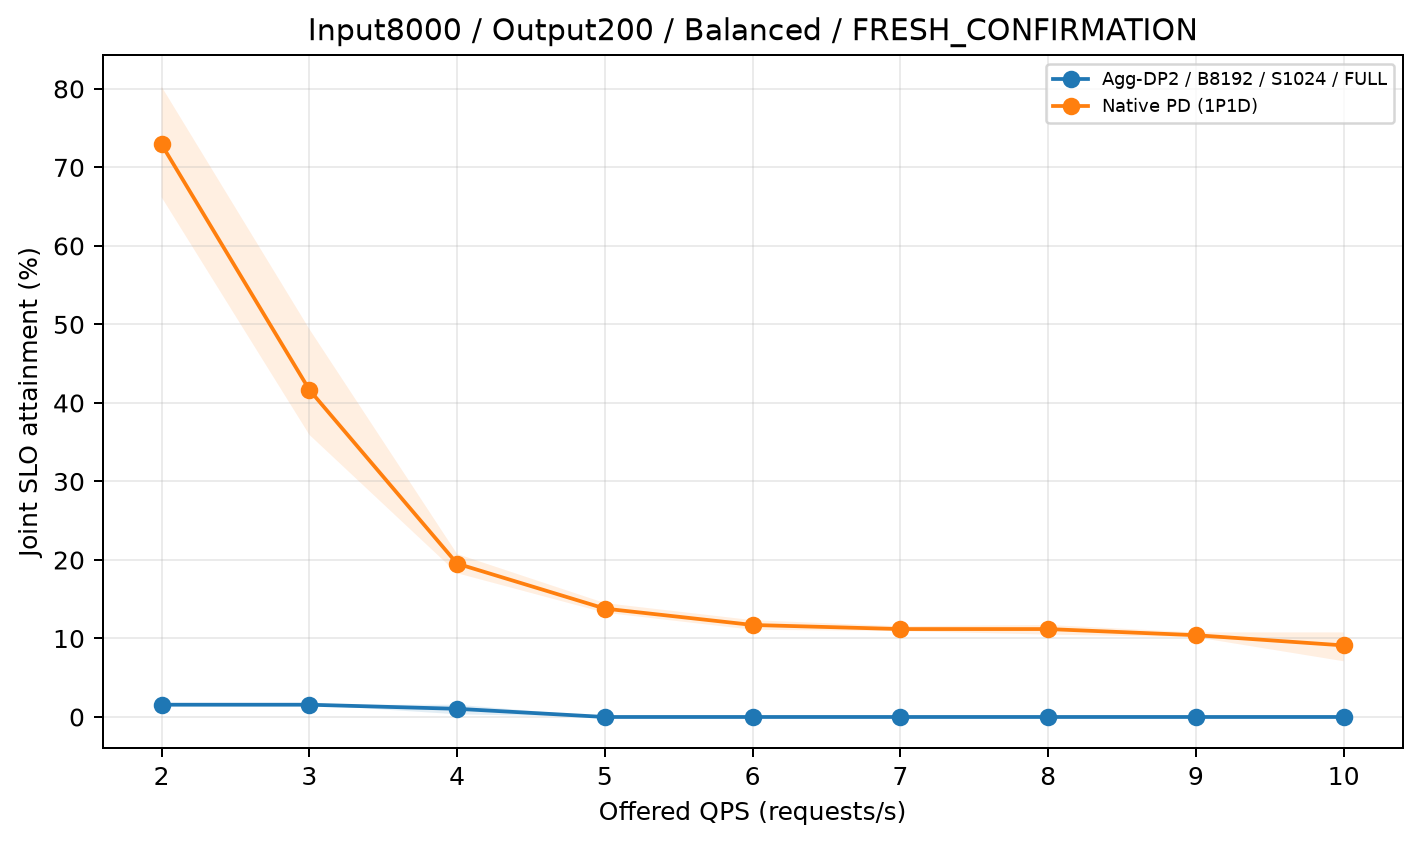 Input8000 / Output200 / Balanced / FRESH_CONFIRMATION
Agg-DP2 / B8192 / S1024 / FULL
Native PD (1P1D)
Joint SLO attainment (%)
80
70
60
50
40
30
20
10
0
2 3 4 5 6 7 8 9 10
Offered QPS (requests/s)